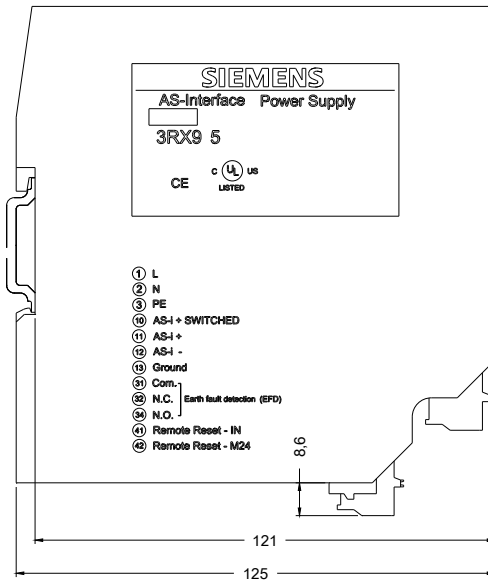 SIEMENS
AS-Interface Power Supply
3RX9 5
CE C UL US
LISTED
1 L
2 N
3 PE
10 AS-i + SWITCHED
11 AS-i +
12 AS-i -
13 Ground
31 Com.
32 N.C. Earth fault detection (EFD)
34 N.O.
41 Remote Reset - IN
42 Remote Reset - M24
8,6
121
125